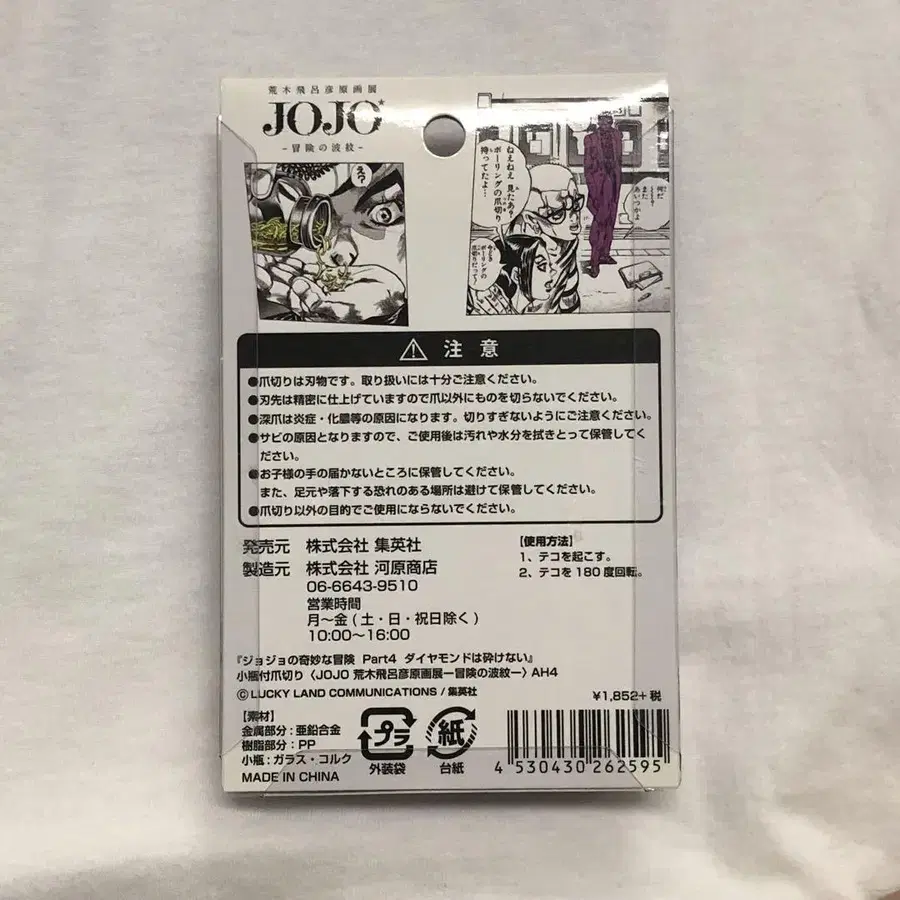 荒木飛呂彦原画展
JOJO
-冒険の波紋-
え?
ねぇねぇ 見たあ?
ボーリングの爪切り
持ってたよ…
何だ
また
あいつかよ
⚠ 注意
●爪切りは刃物です。取り扱いには十分ご注意ください。
●刃先は精密に仕上げていますので爪以外にものを切らないでください。
●深爪は炎症・化膿等の原因になります。切りすぎないようにご注意ください。
●サビの原因となりますので、ご使用後は汚れや水分を拭きとって保管してく
ださい。
●お子様の手の届かないところに保管してください。
また、足元や落下する恐れのある場所は避けて保管してください。
●爪切り以外の目的でご使用にならないでください。
発売元 株式会社 集英社
製造元 株式会社 河原商店
06-6643-9510
営業時間
月~金(土・日・祝日除く)
10:00~16:00
【使用方法】
1、テコを起こす。
2、テコを180度回転。
『ジョジョの奇妙な冒険 Part4 ダイヤモンドは砕けない』
小瓶付爪切り〈JOJO 荒木飛呂彦原画展ー冒険の波紋ー〉AH4
©LUCKY LAND COMMUNICATIONS / 集英社
¥1,852+税
【素材】
金属部分:亜鉛合金
樹脂部分:PP
小瓶:ガラス・コルク
MADE IN CHINA
プラ
外装袋
紙
台紙
4 530430 262595